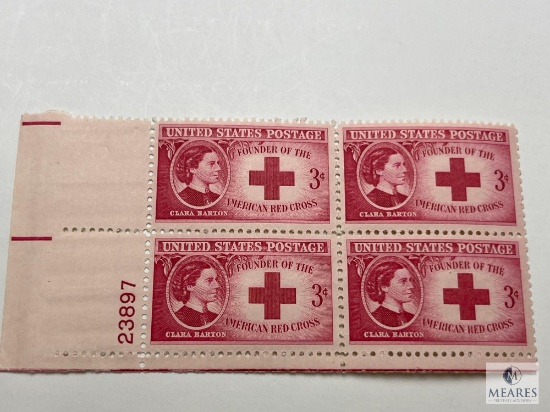 UNITED STATES POSTAGE
FOUNDER OF THE
3¢
AMERICAN RED CROSS
CLARA BARTON
UNITED STATES POSTAGE
FOUNDER OF THE
3¢
AMERICAN RED CROSS
CLARA BARTON
UNITED STATES POSTAGE
FOUNDER OF THE
3¢
AMERICAN RED CROSS
CLARA BARTON
UNITED STATES POSTAGE
FOUNDER OF THE
3¢
AMERICAN RED CROSS
CLARA BARTON
23897
MEARES